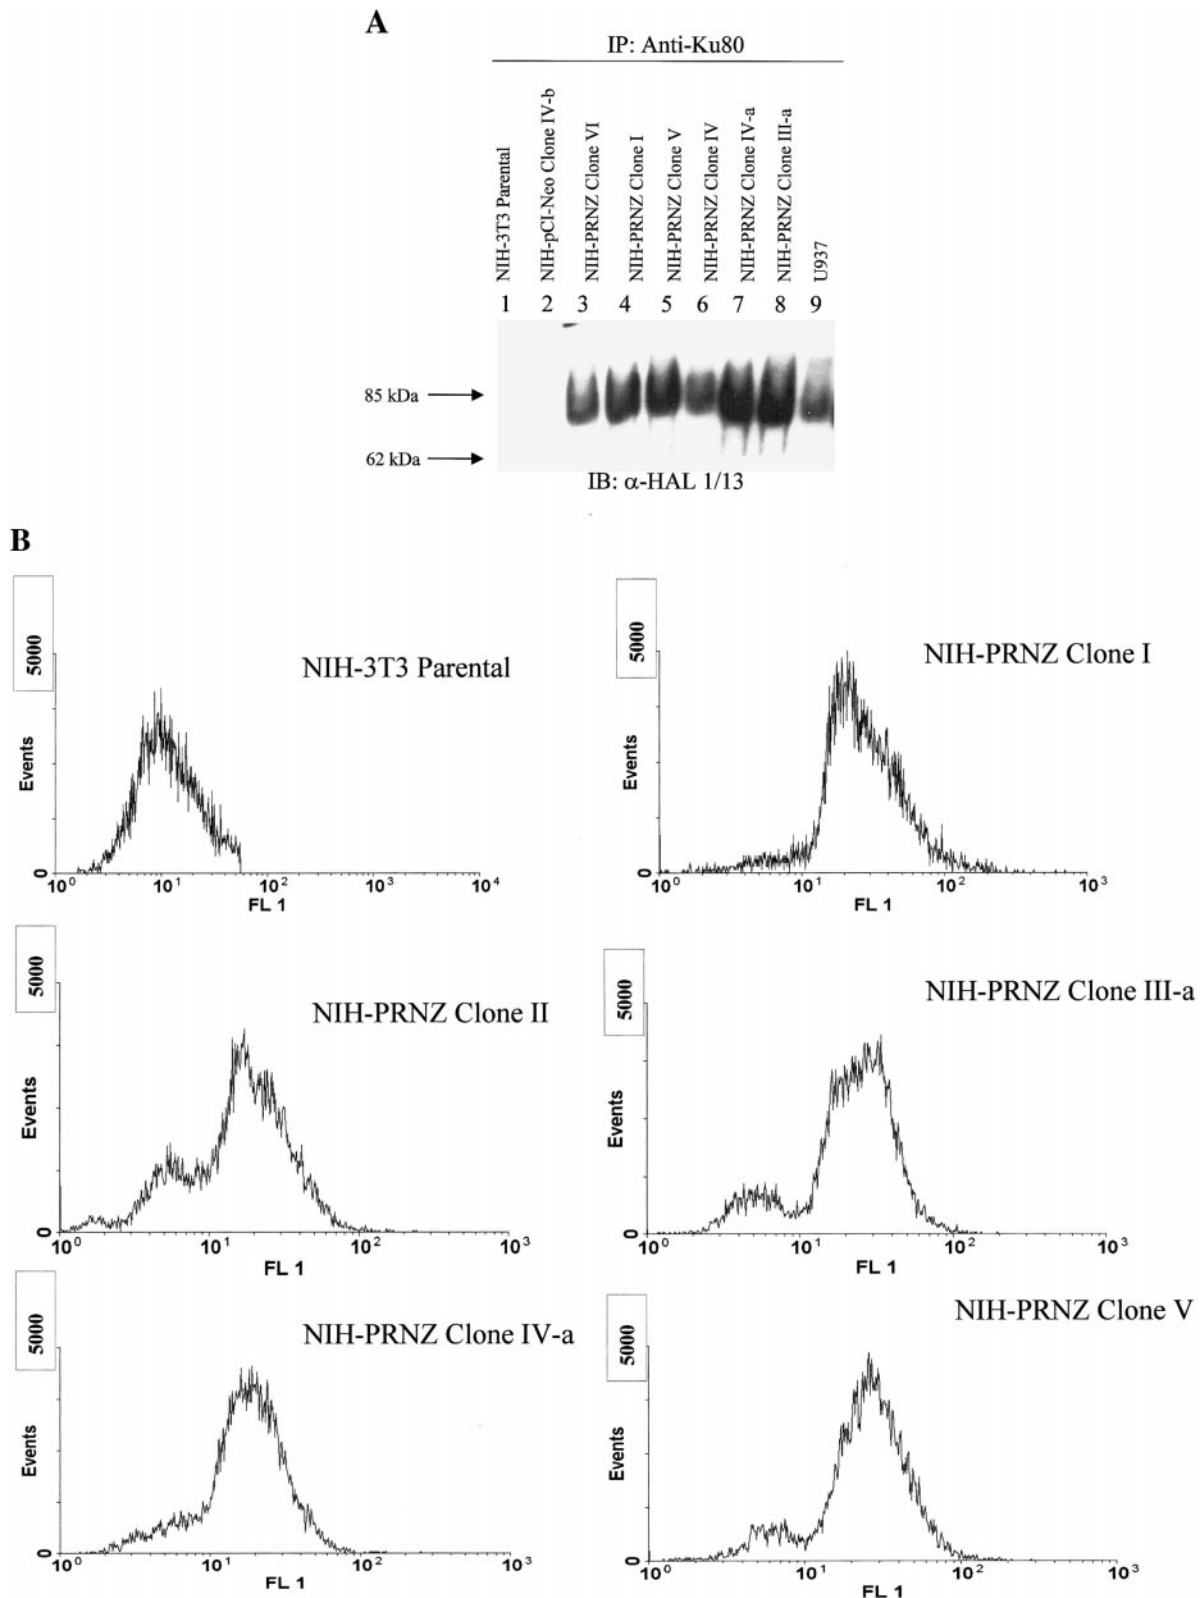 A
IP: Anti-Ku80
NIH-3T3 Parental
NIH-pCI-Neo Clone IV-b
NIH-PRNZ Clone VI
NIH-PRNZ Clone I
NIH-PRNZ Clone V
NIH-PRNZ Clone IV
NIH-PRNZ Clone IV-a
NIH-PRNZ Clone III-a
U937
1 2 3 4 5 6 7 8 9
85 kDa
62 kDa
IB: α-HAL 1/13
B
NIH-3T3 Parental
5000
Events
0
10⁰ 10¹ 10² 10³ 10⁴
FL 1
NIH-PRNZ Clone I
5000
Events
0
10⁰ 10¹ 10² 10³
FL 1
NIH-PRNZ Clone II
5000
Events
0
10⁰ 10¹ 10² 10³
FL 1
NIH-PRNZ Clone III-a
5000
Events
0
10⁰ 10¹ 10² 10³
FL 1
NIH-PRNZ Clone IV-a
5000
Events
0
10⁰ 10¹ 10² 10³
FL 1
NIH-PRNZ Clone V
5000
Events
0
10⁰ 10¹ 10² 10³
FL 1